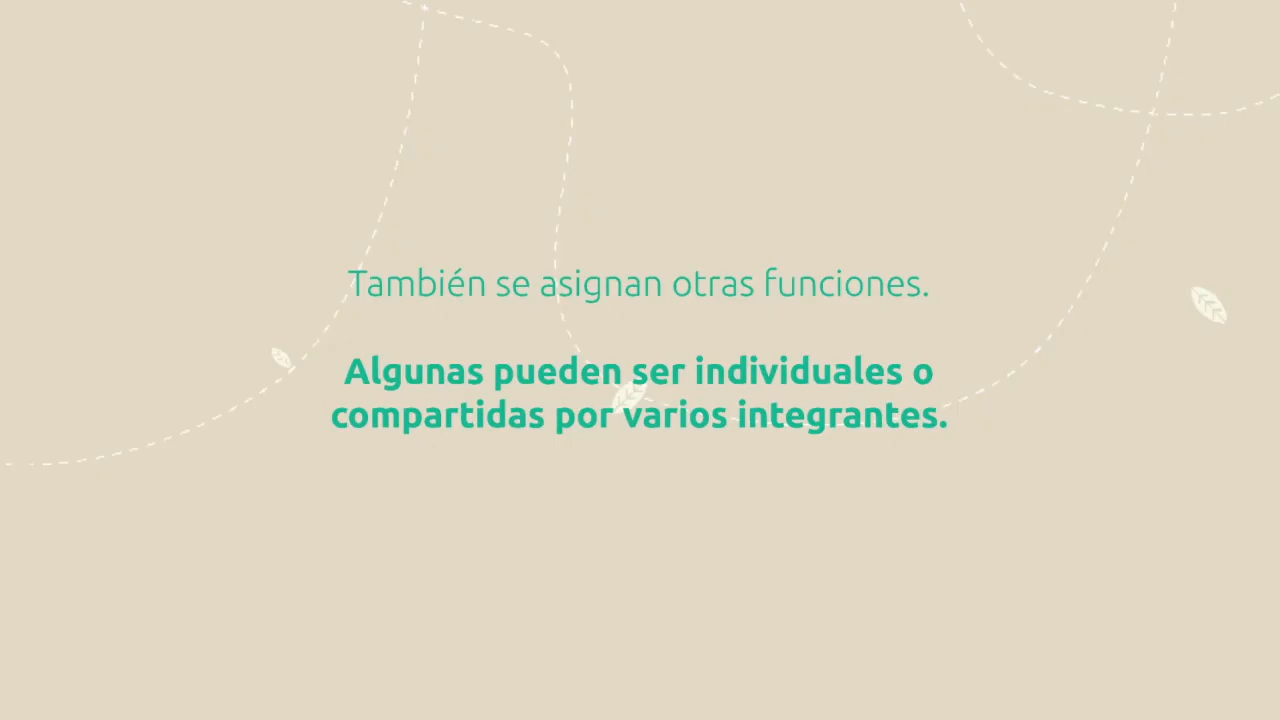 También se asignan otras funciones.
Algunas pueden ser individuales o
compartidas por varios integrantes.